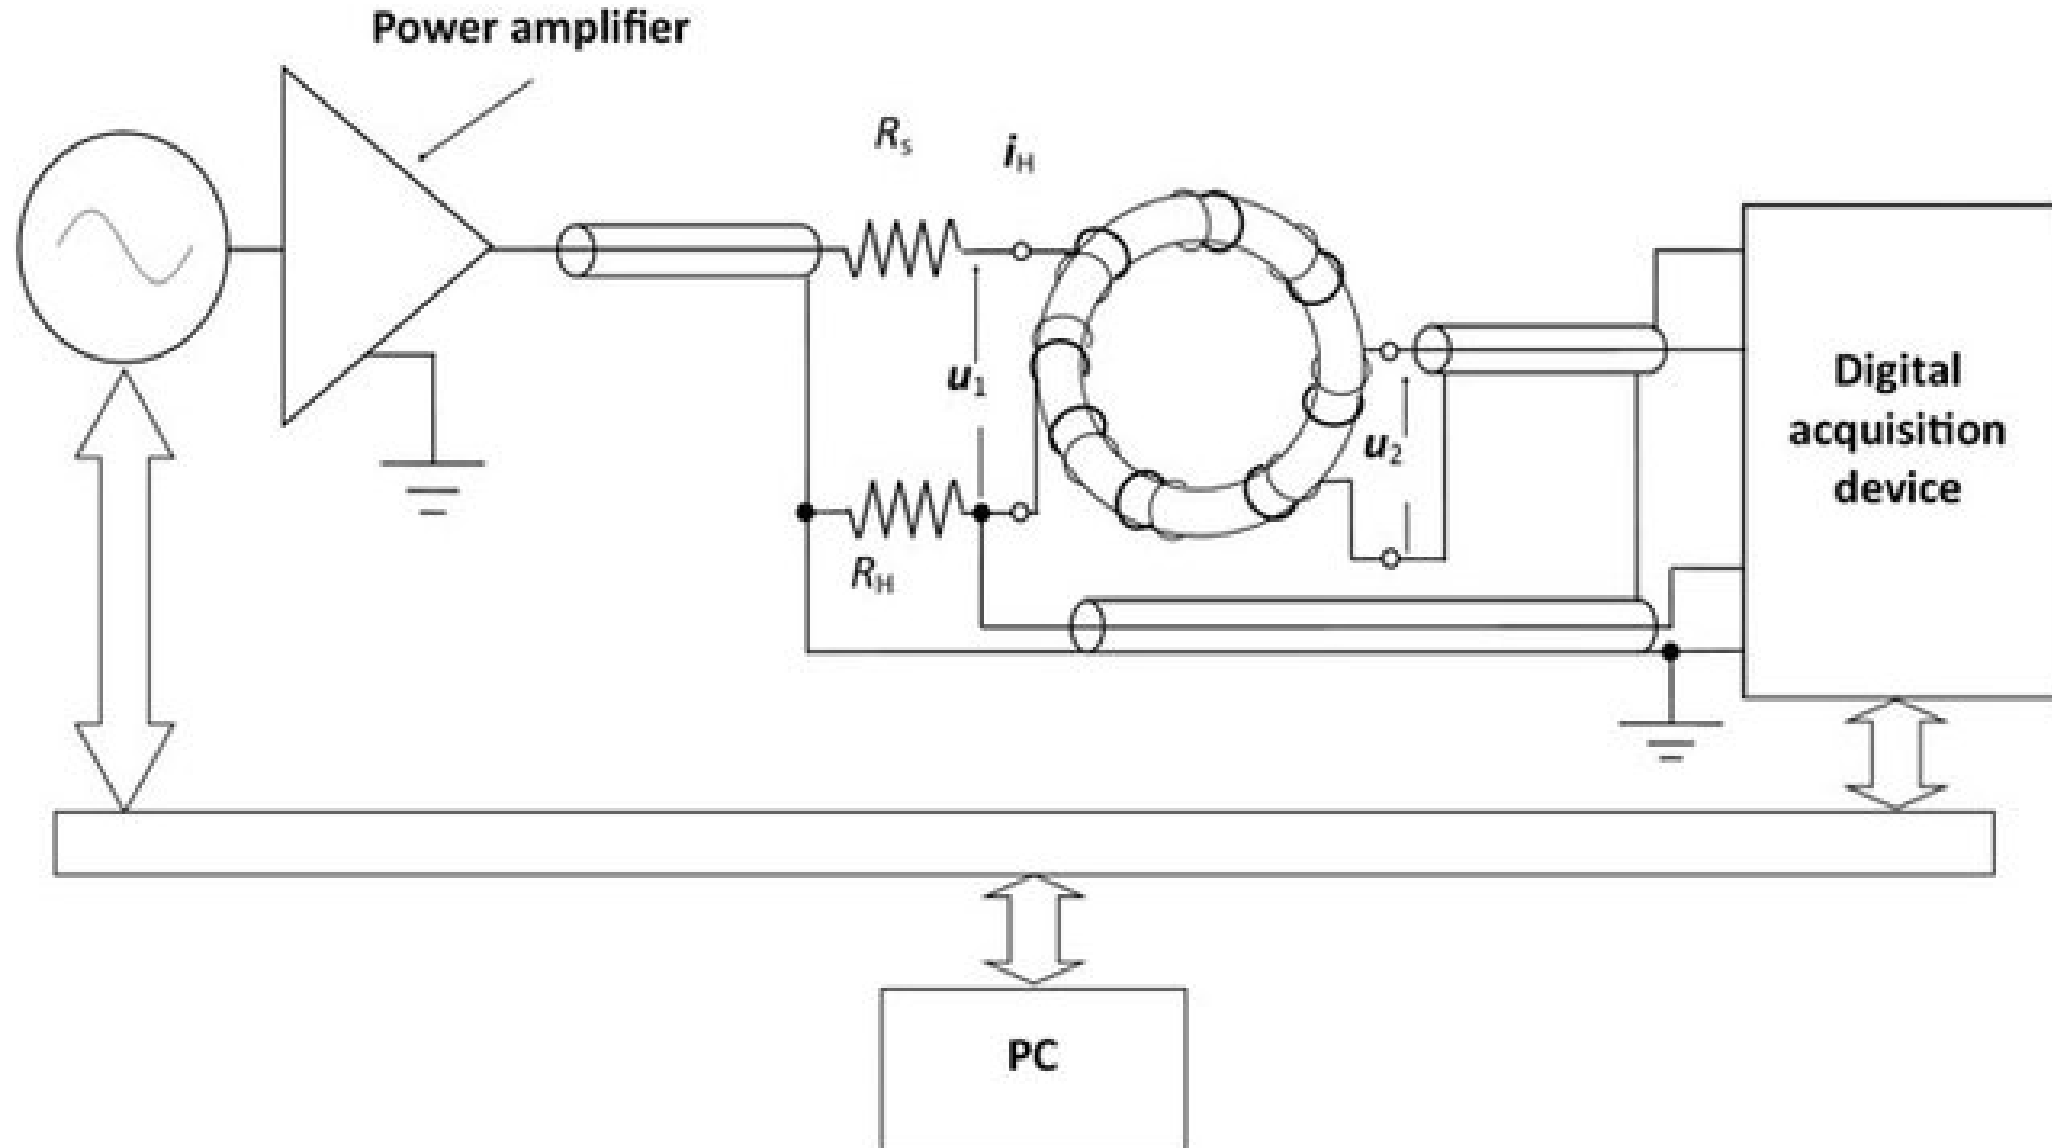 Power amplifier
Rs
iH
u1
u2
RH
Digital
acquisition
device
PC